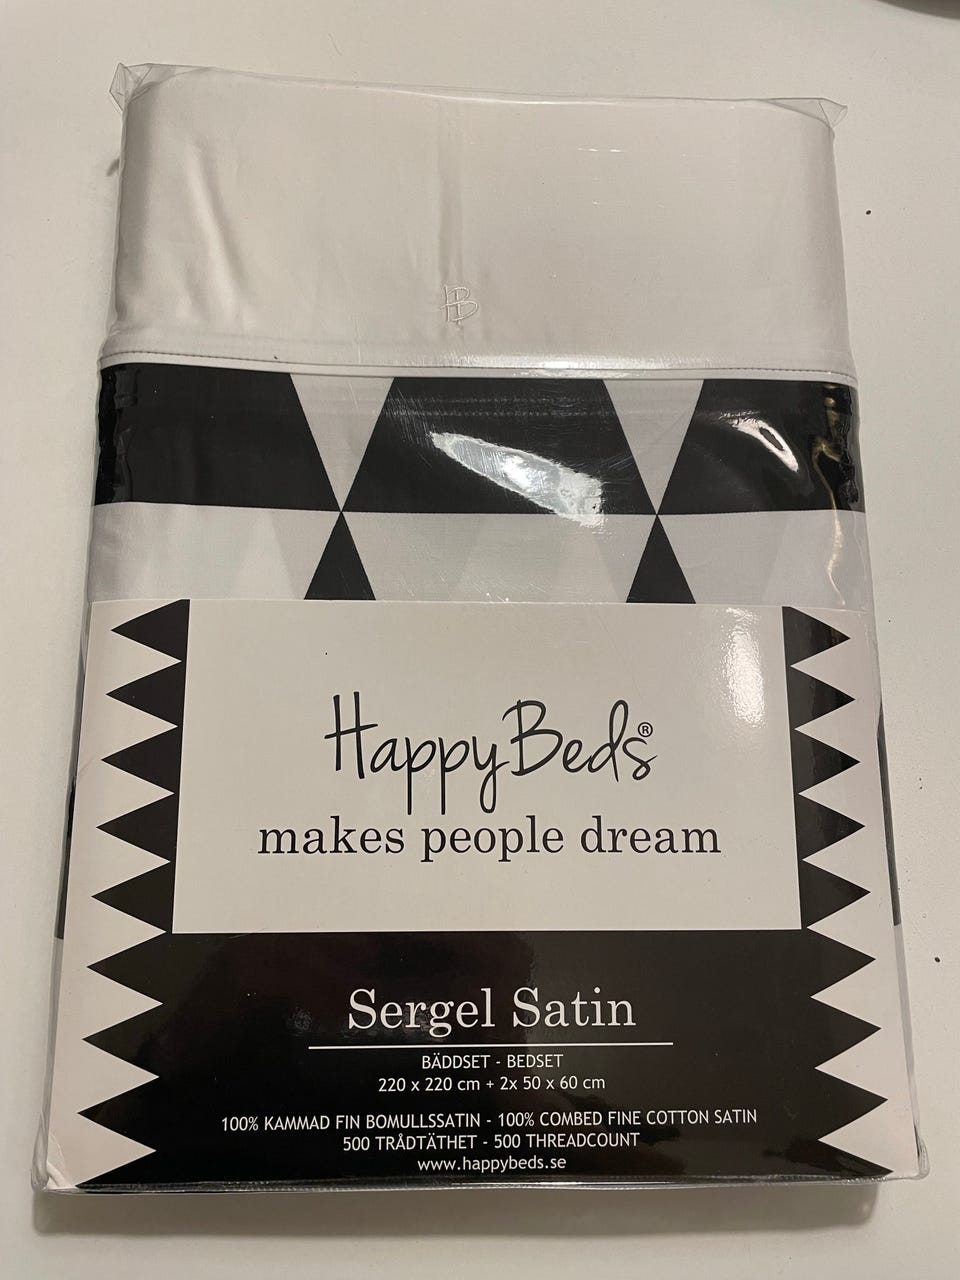 HB
HappyBeds®
makes people dream
Sergel Satin
BÄDDSET - BEDSET
220 x 220 cm + 2x 50 x 60 cm
100% KAMMAD FIN BOMULLSSATIN - 100% COMBED FINE COTTON SATIN
500 TRÅDTÄTHET - 500 THREADCOUNT
www.happybeds.se